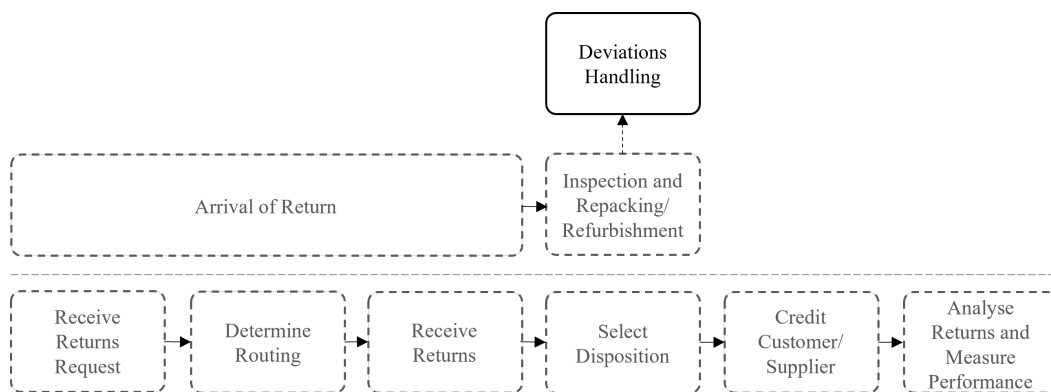 Deviations
Handling
Arrival of Return
Inspection and
Repacking/
Refurbishment
Receive
Returns
Request
Determine
Routing
Receive
Returns
Select
Disposition
Credit
Customer/
Supplier
Analyse
Returns and
Measure
Performance